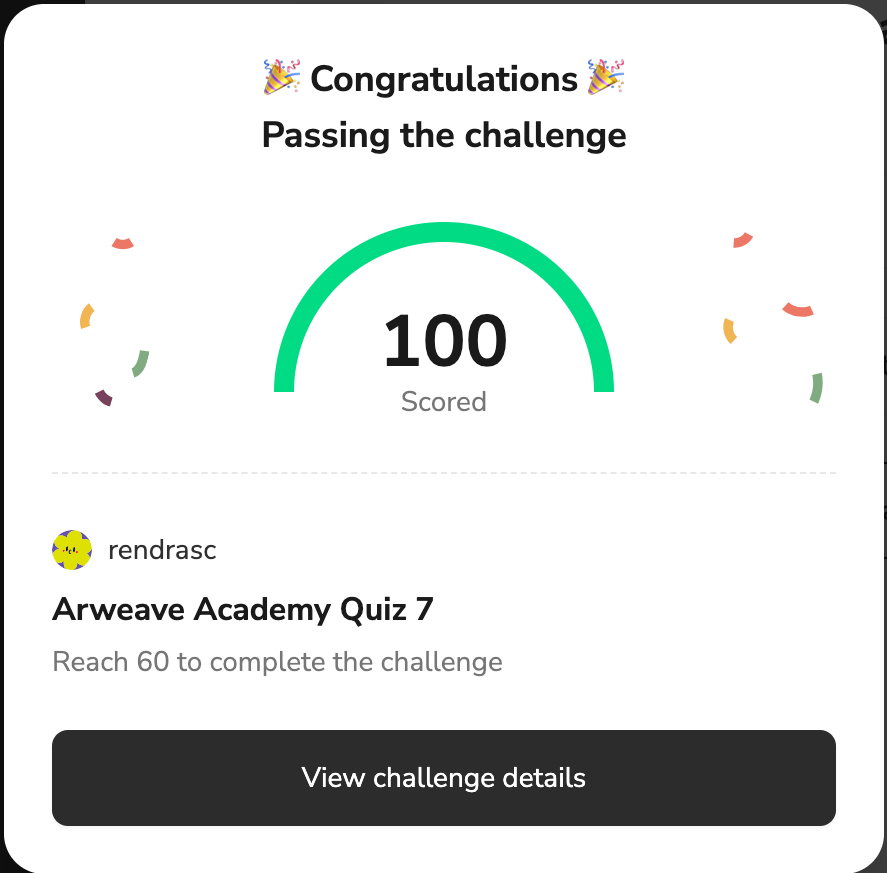 🎉 Congratulations 🎉
Passing the challenge
100
Scored
rendrasc
Arweave Academy Quiz 7
Reach 60 to complete the challenge
View challenge details